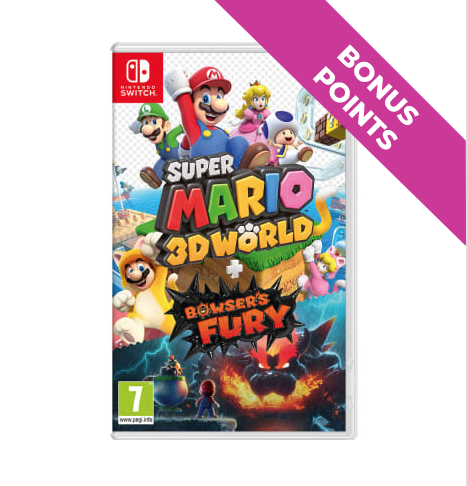 BONUS
POINTS
NINTENDO
SWITCH.
SUPER
MARIO
3D WORLD
+
BOWSER'S
FURY
7
www.pegi.info